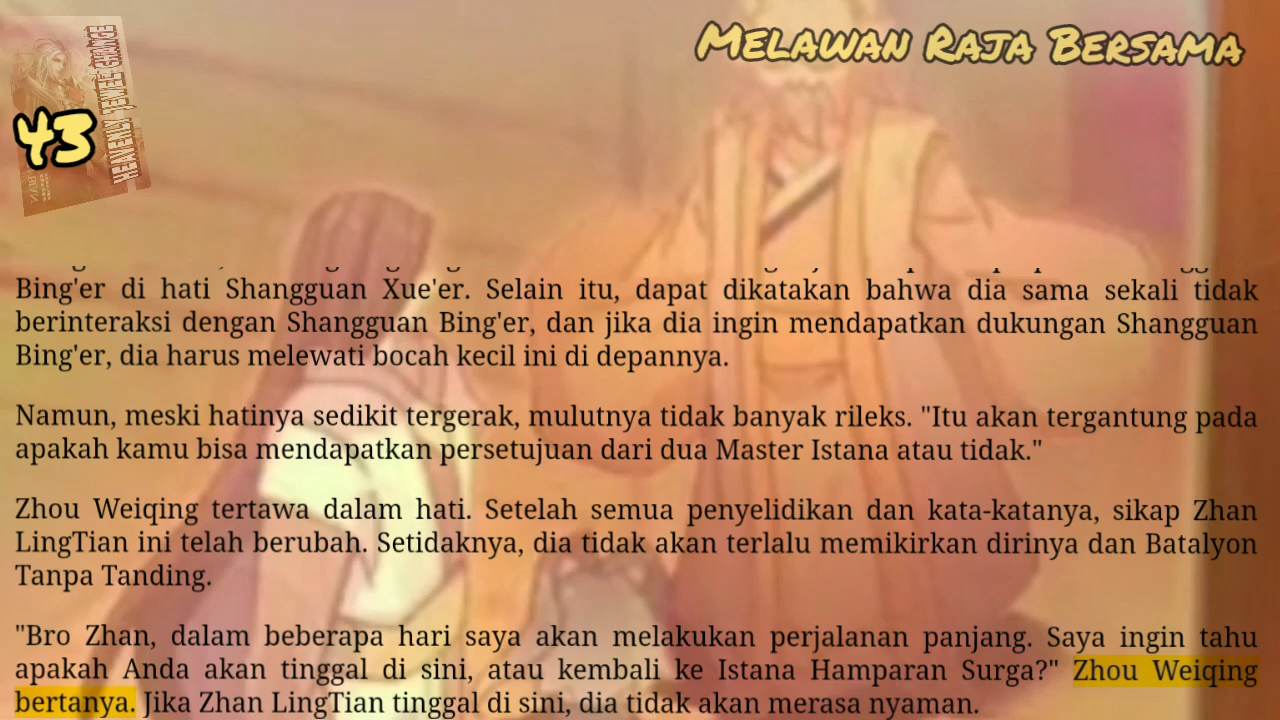 MELAWAN RAJA BERSAMA
HEAVENLY JEWEL CHANGE
43
Bing'er di hati Shangguan Xue'er. Selain itu, dapat dikatakan bahwa dia sama sekali tidak
berinteraksi dengan Shangguan Bing'er, dan jika dia ingin mendapatkan dukungan Shangguan
Bing'er, dia harus melewati bocah kecil ini di depannya.
Namun, meski hatinya sedikit tergerak, mulutnya tidak banyak rileks. "Itu akan tergantung pada
apakah kamu bisa mendapatkan persetujuan dari dua Master Istana atau tidak."
Zhou Weiqing tertawa dalam hati. Setelah semua penyelidikan dan kata-katanya, sikap Zhan
LingTian ini telah berubah. Setidaknya, dia tidak akan terlalu memikirkan dirinya dan Batalyon
Tanpa Tanding.
"Bro Zhan, dalam beberapa hari saya akan melakukan perjalanan panjang. Saya ingin tahu
apakah Anda akan tinggal di sini, atau kembali ke Istana Hamparan Surga?" Zhou Weiqing
bertanya. Jika Zhan LingTian tinggal di sini, dia tidak akan merasa nyaman.